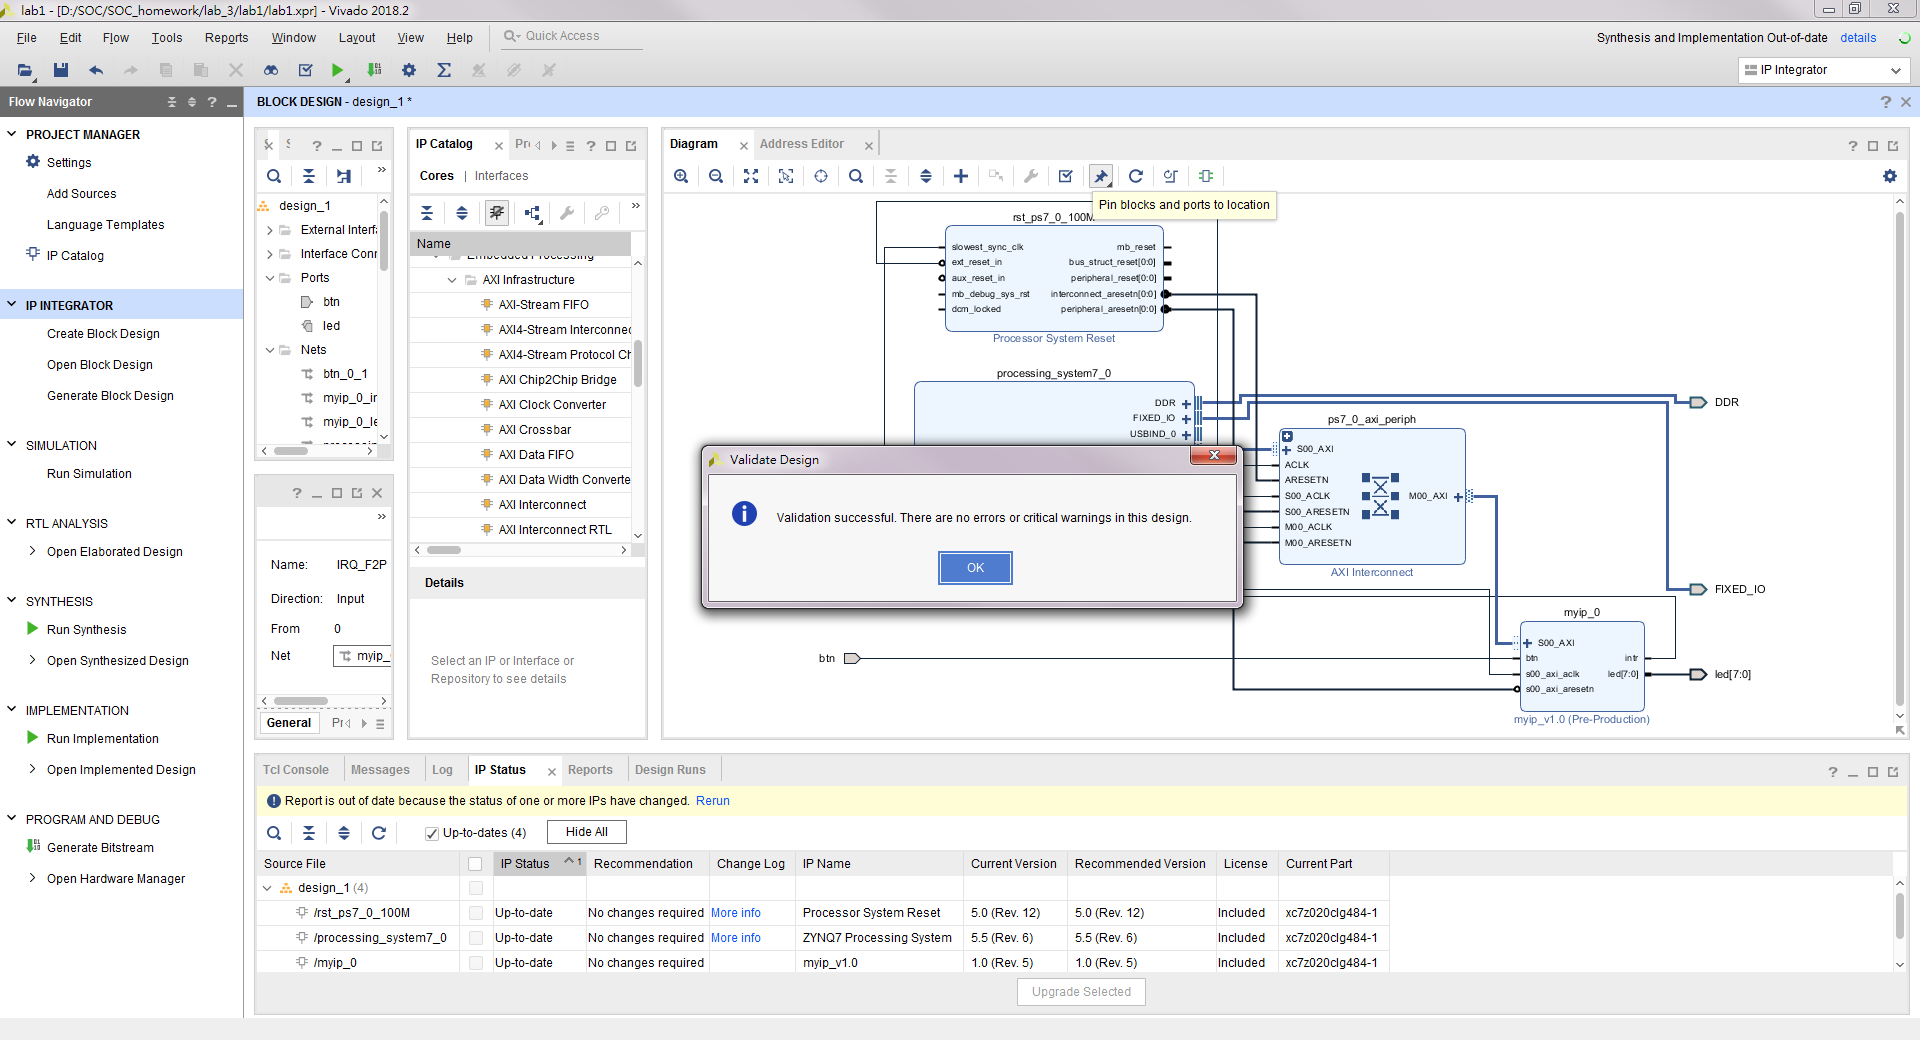 lab1 - [D:/SOC/SOC_homework/lab_3/lab1/lab1.xpr] - Vivado 2018.2
File Edit Flow Tools Reports Window Layout View Help Quick Access
Synthesis and Implementation Out-of-date details
IP Integrator
Flow Navigator
PROJECT MANAGER
Settings
Add Sources
Language Templates
IP Catalog
IP INTEGRATOR
Create Block Design
Open Block Design
Generate Block Design
SIMULATION
Run Simulation
RTL ANALYSIS
Open Elaborated Design
SYNTHESIS
Run Synthesis
Open Synthesized Design
IMPLEMENTATION
Run Implementation
Open Implemented Design
PROGRAM AND DEBUG
Generate Bitstream
Open Hardware Manager
BLOCK DESIGN - design_1 *
design_1
External Interf
Interface Conn
Ports
btn
led
Nets
btn_0_1
myip_0_in
myip_0_le
Name: IRQ_F2P
Direction: Input
From 0
Net myip_
General Pr
IP Catalog Pr
Cores | Interfaces
Name
Embedded Processing
AXI Infrastructure
AXI-Stream FIFO
AXI4-Stream Interconnec
AXI4-Stream Protocol Ch
AXI Chip2Chip Bridge
AXI Clock Converter
AXI Crossbar
AXI Data FIFO
AXI Data Width Converte
AXI Interconnect
AXI Interconnect RTL
Details
Select an IP or Interface or
Repository to see details
Diagram Address Editor
Pin blocks and ports to location
rst_ps7_0_100M
slowest_sync_clk mb_reset
ext_reset_in bus_struct_reset[0:0]
aux_reset_in peripheral_reset[0:0]
mb_debug_sys_rst interconnect_aresetn[0:0]
dcm_locked peripheral_aresetn[0:0]
Processor System Reset
processing_system7_0
DDR
FIXED_IO
USBIND_0
DDR
FIXED_IO
ps7_0_axi_periph
S00_AXI
ACLK
ARESETN
S00_ACLK M00_AXI
S00_ARESETN
M00_ACLK
M00_ARESETN
AXI Interconnect
Validate Design
Validation successful. There are no errors or critical warnings in this design.
OK
btn
myip_0
S00_AXI
btn intr
s00_axi_aclk led[7:0]
s00_axi_aresetn
myip_v1.0 (Pre-Production)
led[7:0]
Tcl Console Messages Log IP Status Reports Design Runs
Report is out of date because the status of one or more IPs have changed. Rerun
Up-to-dates (4) Hide All
Source File IP Status 1 Recommendation Change Log IP Name Current Version Recommended Version License Current Part
design_1 (4)
/rst_ps7_0_100M Up-to-date No changes required More info Processor System Reset 5.0 (Rev. 12) 5.0 (Rev. 12) Included xc7z020clg484-1
/processing_system7_0 Up-to-date No changes required More info ZYNQ7 Processing System 5.5 (Rev. 6) 5.5 (Rev. 6) Included xc7z020clg484-1
/myip_0 Up-to-date No changes required myip_v1.0 1.0 (Rev. 5) 1.0 (Rev. 5) Included xc7z020clg484-1
Upgrade Selected